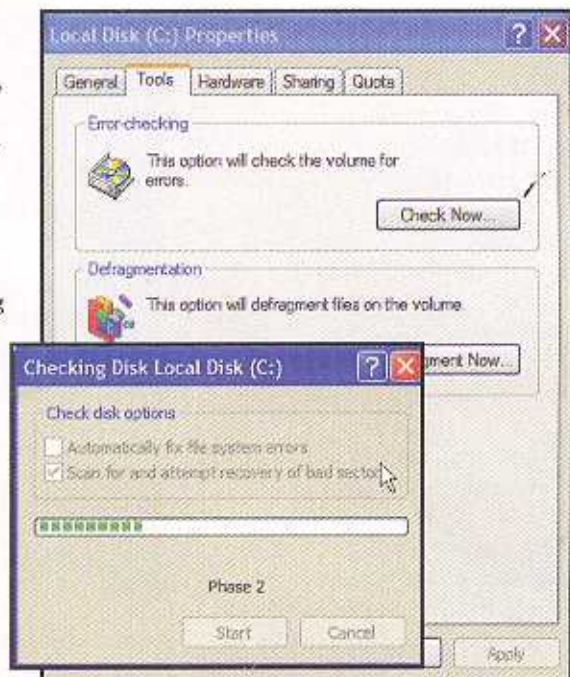 Local Disk (C:) Properties
General Tools Hardware Sharing Quota
Error-checking
This option will check the volume for
errors.
Check Now...
Defragmentation
This option will defragment files on the volume.
gment Now...
Checking Disk Local Disk (C:)
Check disk options
Automatically fix file system errors
Scan for and attempt recovery of bad sector
Phase 2
Start Cancel
Apply